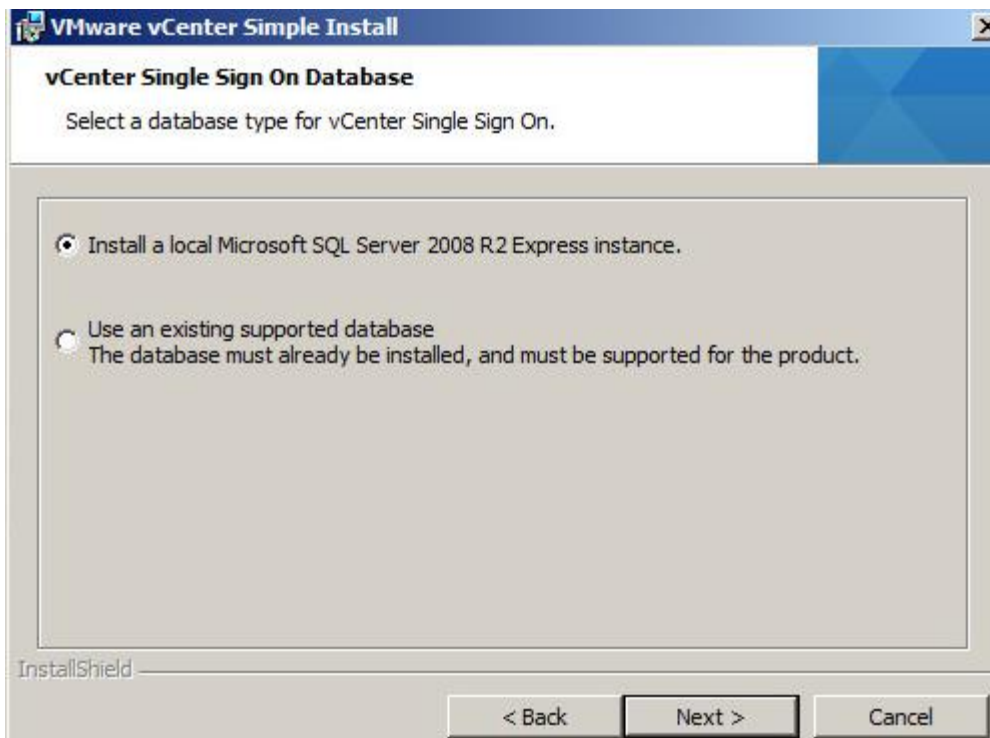 VMware vCenter Simple Install
vCenter Single Sign On Database
Select a database type for vCenter Single Sign On.
Install a local Microsoft SQL Server 2008 R2 Express instance.
Use an existing supported database
The database must already be installed, and must be supported for the product.
InstallShield
< Back
Next >
Cancel